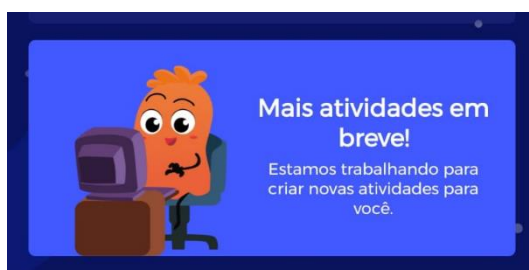 Mais atividades em
breve!
Estamos trabalhando para
criar novas atividades para
você.